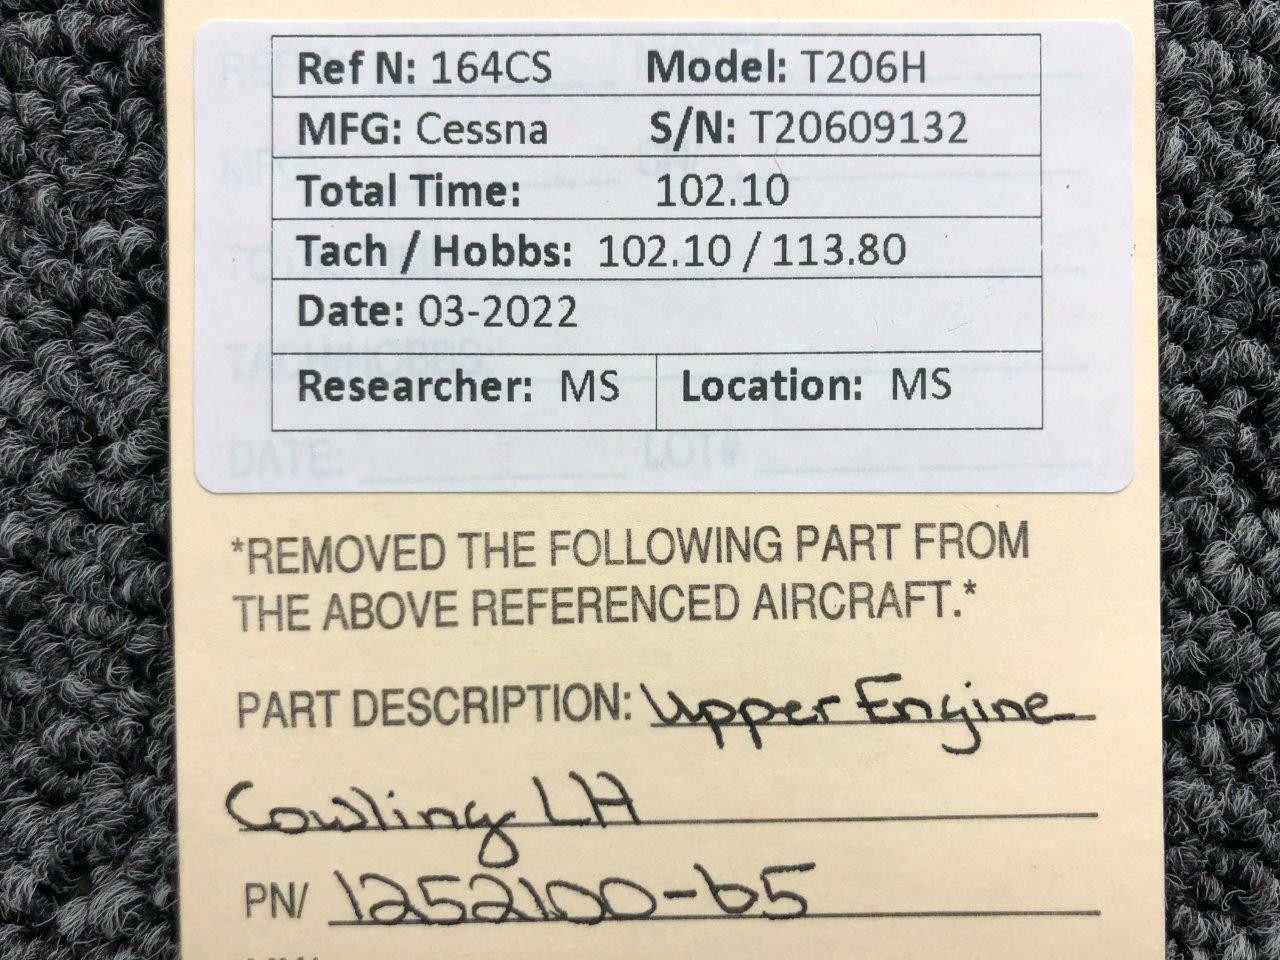 Ref N: 164CS Model: T206H
MFG: Cessna S/N: T20609132
Total Time: 102.10
Tach / Hobbs: 102.10 / 113.80
Date: 03-2022
Researcher: MS Location: MS
DATE: LOT#
*REMOVED THE FOLLOWING PART FROM
THE ABOVE REFERENCED AIRCRAFT.*
PART DESCRIPTION: Upper Engine
Cowling LH
PN/ 1252100-65